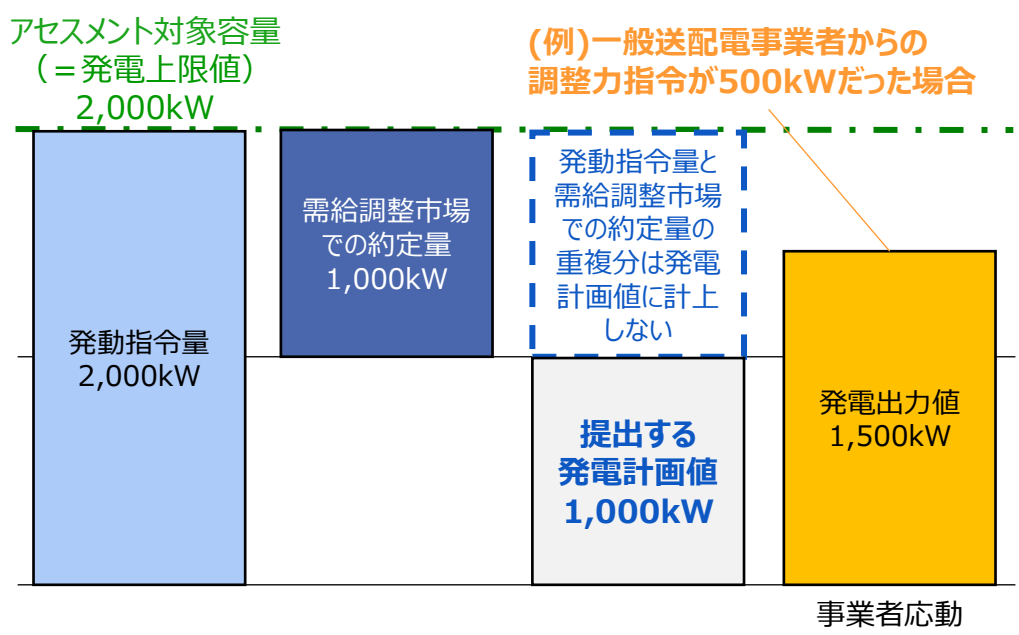 アセスメント対象容量
（＝発電上限値）
2,000kW
(例)一般送配電事業者からの
調整力指令が500kWだった場合
発動指令量
2,000kW
需給調整市場
での約定量
1,000kW
発動指令量と
需給調整市場
での約定量の
重複分は発電
計画値に計上
しない
提出する
発電計画値
1,000kW
発電出力値
1,500kW
事業者応動